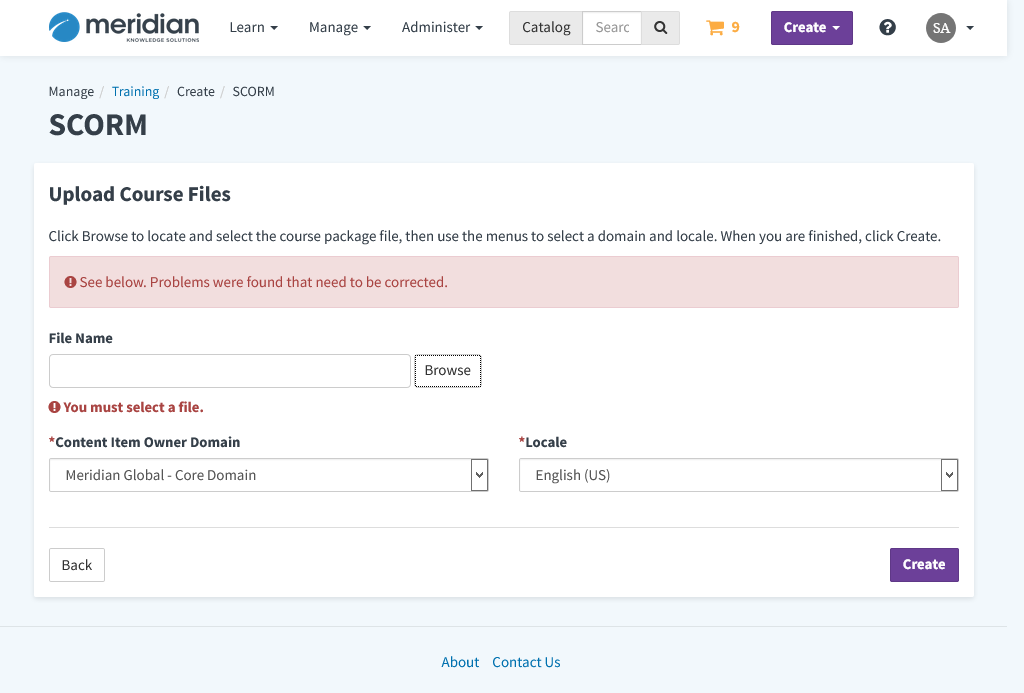 meridian
KNOWLEDGE SOLUTIONS
Learn Manage Administer Catalog Searc 9 Create SA
Manage / Training / Create / SCORM
SCORM
Upload Course Files
Click Browse to locate and select the course package file, then use the menus to select a domain and locale. When you are finished, click Create.
See below. Problems were found that need to be corrected.
File Name
Browse
You must select a file.
*Content Item Owner Domain *Locale
Meridian Global - Core Domain English (US)
Back Create
About Contact Us